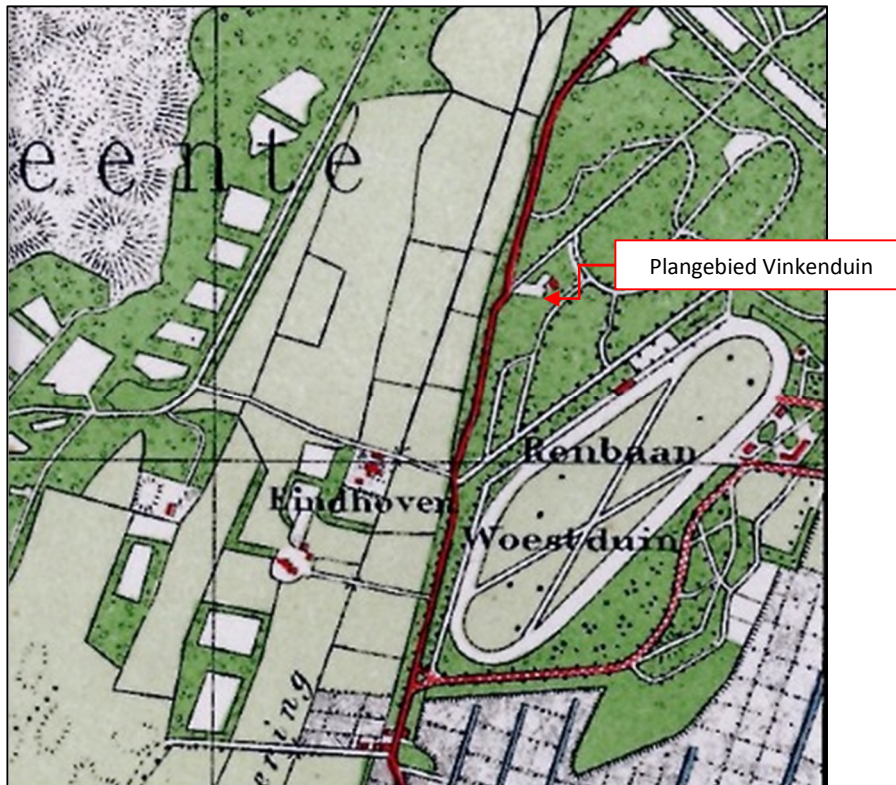 eente
Plangebied Vinkenduin
Renbaan
Eindhoven
Woestduin
ering